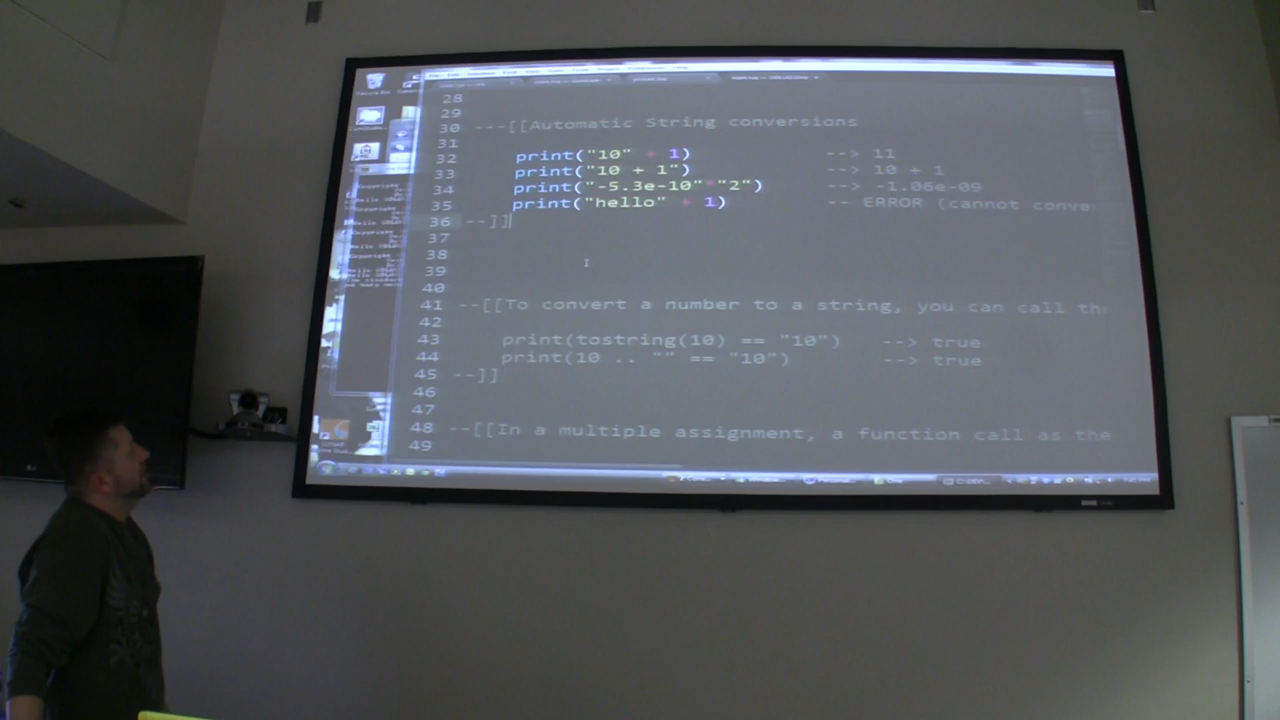 28
29
30 ---[[Automatic String conversions
31
32 print("10" + 1) --> 11
33 print("10 + 1") --> 10 + 1
34 print("-5.3e-10"*"2") --> -1.06e-09
35 print("hello" + 1) -- ERROR (cannot conve
36 --]]
37
38
39
40
41 --[[To convert a number to a string, you can call the
42
43 print(tostring(10) == "10") --> true
44 print(10 .. "" == "10") --> true
45 --]]
46
47
48 --[[In a multiple assignment, a function call as the
49